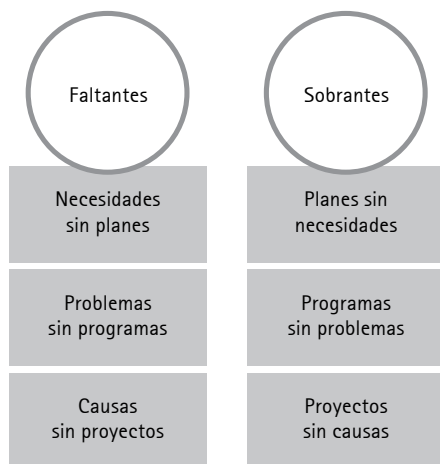 Faltantes
Necesidades
sin planes
Problemas
sin programas
Causas
sin proyectos
Sobrantes
Planes sin
necesidades
Programas
sin problemas
Proyectos
sin causas